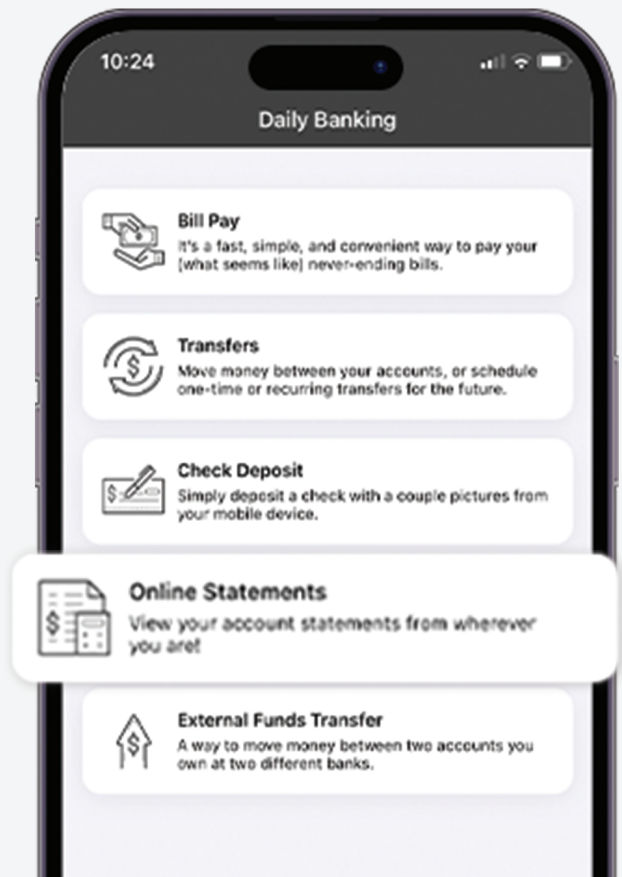 10:24
Daily Banking
Bill Pay
It's a fast, simple, and convenient way to pay your
(what seems like) never-ending bills.
$
Transfers
Move money between your accounts, or schedule
one-time or recurring transfers for the future.
$
Check Deposit
Simply deposit a check with a couple pictures from
your mobile device.
$
Online Statements
View your account statements from wherever
you are!
$
External Funds Transfer
A way to move money between two accounts you
own at two different banks.
$